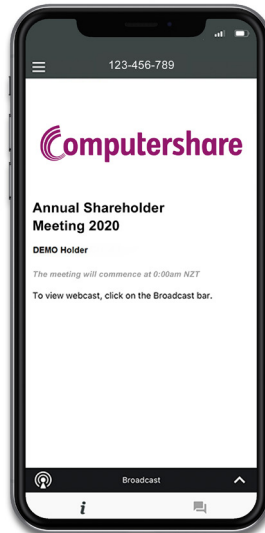 123-456-789
Computershare
Annual Shareholder
Meeting 2020
DEMO Holder
The meeting will commence at 0:00am NZT
To view webcast, click on the Broadcast bar.
Broadcast
i